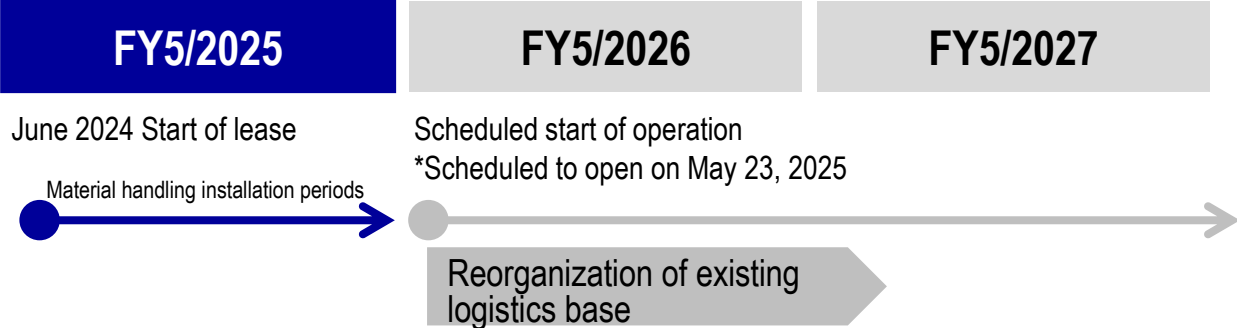 FY5/2025
FY5/2026
FY5/2027
June 2024 Start of lease
Scheduled start of operation
*Scheduled to open on May 23, 2025
Material handling installation periods
Reorganization of existing
logistics base